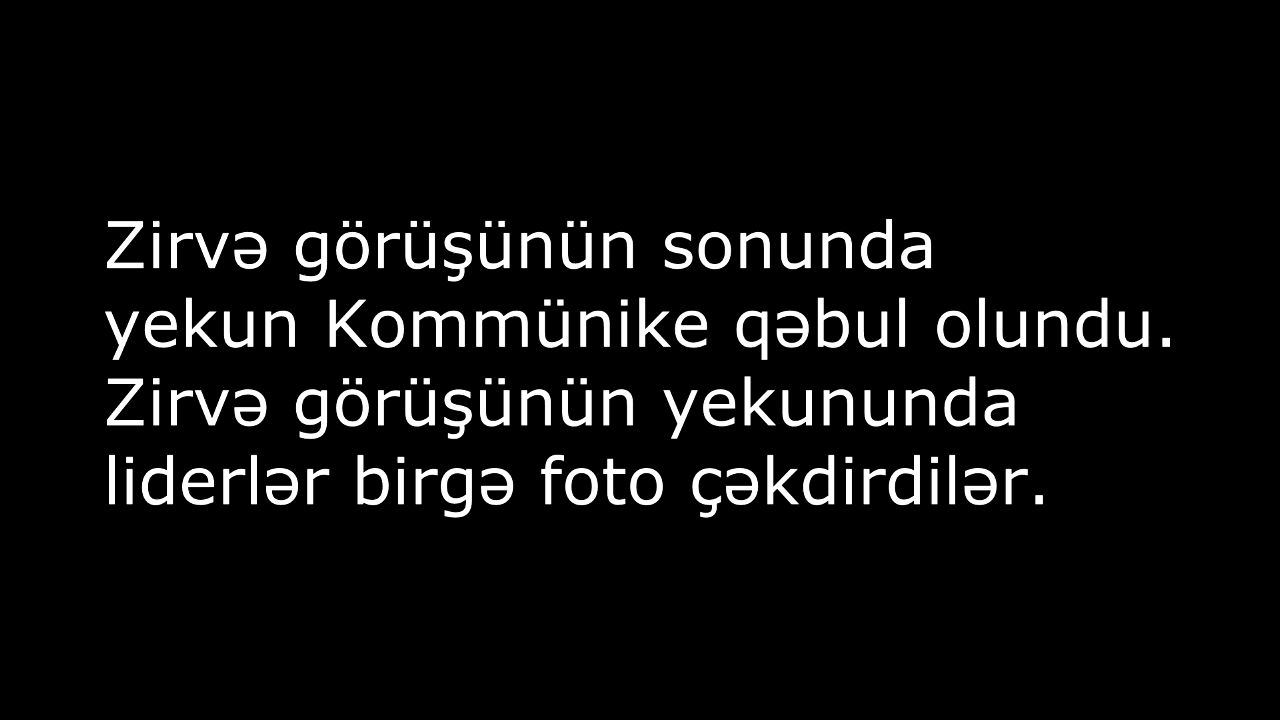 Zirvə görüşünün sonunda
yekun Kommünike qəbul olundu.
Zirvə görüşünün yekununda
liderlər birgə foto çəkdirdilər.